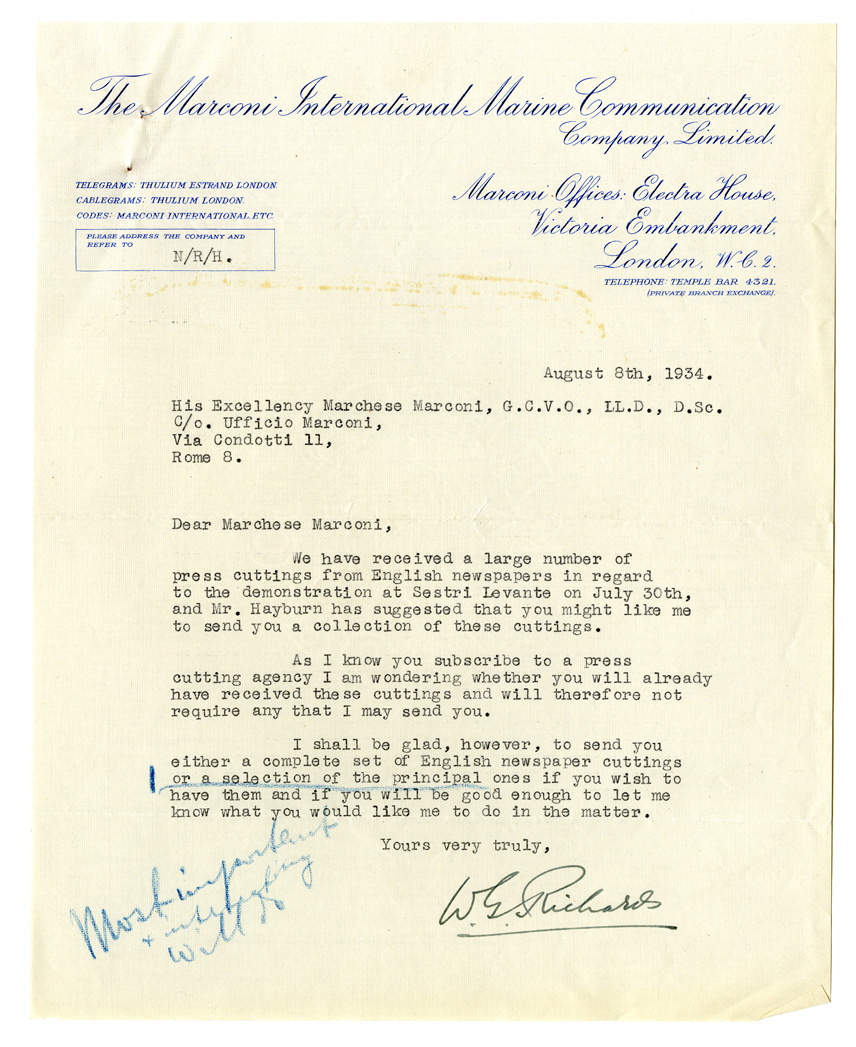 The Marconi International Marine Communication
Company, Limited.
TELEGRAMS: THULIUM ESTRAND LONDON.
CABLEGRAMS: THULIUM LONDON.
CODES: MARCONI INTERNATIONAL ETC.
PLEASE ADDRESS THE COMPANY AND
REFER TO
N/R/H.
Marconi Offices: Electra House,
Victoria Embankment,
London, W.C.2.
TELEPHONE: TEMPLE BAR 4321.
(PRIVATE BRANCH EXCHANGE).
August 8th, 1934.
His Excellency Marchese Marconi, G.C.V.O., LL.D., D.Sc.
C/o. Ufficio Marconi,
Via Condotti 11,
Rome 8.
Dear Marchese Marconi,
We have received a large number of
press cuttings from English newspapers in regard
to the demonstration at Sestri Levante on July 30th,
and Mr. Hayburn has suggested that you might like me
to send you a collection of these cuttings.
As I know you subscribe to a press
cutting agency I am wondering whether you will already
have received these cuttings and will therefore not
require any that I may send you.
I shall be glad, however, to send you
either a complete set of English newspaper cuttings
or a selection of the principal ones if you wish to
have them and if you will be good enough to let me
know what you would like me to do in the matter.
Yours very truly,
W.G. Richards
Most important
+ interesting
will do